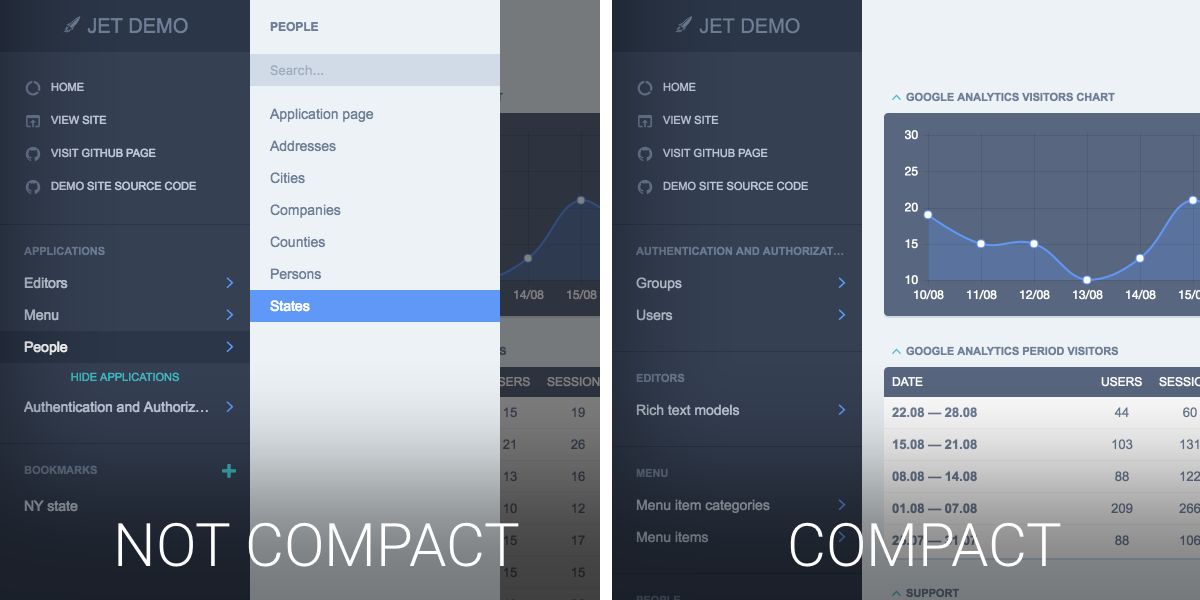 JET DEMO
HOME
VIEW SITE
VISIT GITHUB PAGE
DEMO SITE SOURCE CODE
APPLICATIONS
Editors
Menu
People
HIDE APPLICATIONS
Authentication and Authoriz...
BOOKMARKS
NY state
PEOPLE
Search...
Application page
Addresses
Cities
Companies
Counties
Persons
States
14/08 15/08
SERS SESSION
15 19
21 26
13 16
10 12
15 17
15 15
NOT COMPACT
JET DEMO
HOME
VIEW SITE
VISIT GITHUB PAGE
DEMO SITE SOURCE CODE
AUTHENTICATION AND AUTHORIZAT...
Groups
Users
EDITORS
Rich text models
MENU
Menu item categories
Menu items
PEOPLE
GOOGLE ANALYTICS VISITORS CHART
30
25
20
15
10
10/08 11/08 12/08 13/08 14/08 15/0
GOOGLE ANALYTICS PERIOD VISITORS
DATE USERS SESSIO
22.08 — 28.08 44 60
15.08 — 21.08 103 131
08.08 — 14.08 88 122
01.08 — 07.08 209 266
25.07 — 31.07 88 106
SUPPORT
COMPACT